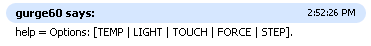 gurge60 says: 2:52:26 PM
help = Options: [TEMP | LIGHT | TOUCH | FORCE | STEP].